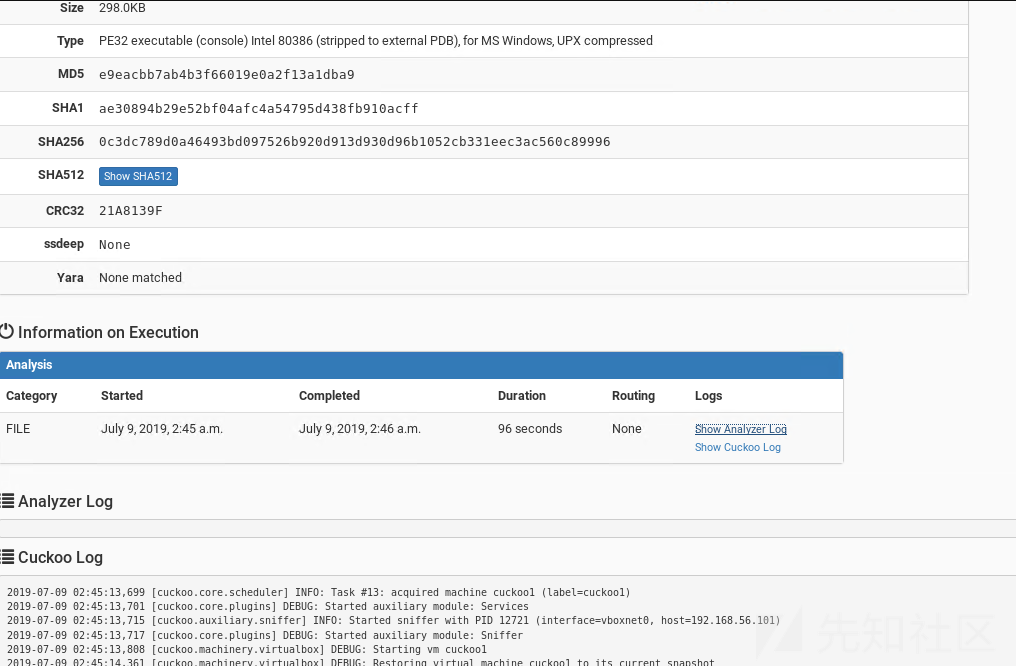 Size 298.0KB
Type PE32 executable (console) Intel 80386 (stripped to external PDB), for MS Windows, UPX compressed
MD5 e9eacbb7ab4b3f66019e0a2f13a1dba9
SHA1 ae30894b29e52bf04afc4a54795d438fb910acff
SHA256 0c3dc789d0a46493bd097526b920d913d930d96b1052cb331eec3ac560c89996
SHA512 Show SHA512
CRC32 21A8139F
ssdeep None
Yara None matched
Information on Execution
Analysis
Category Started Completed Duration Routing Logs
FILE July 9, 2019, 2:45 a.m. July 9, 2019, 2:46 a.m. 96 seconds None Show Analyzer Log
Show Cuckoo Log
Analyzer Log
Cuckoo Log
2019-07-09 02:45:13,699 [cuckoo.core.scheduler] INFO: Task #13: acquired machine cuckoo1 (label=cuckoo1)
2019-07-09 02:45:13,701 [cuckoo.core.plugins] DEBUG: Started auxiliary module: Services
2019-07-09 02:45:13,715 [cuckoo.auxiliary.sniffer] INFO: Started sniffer with PID 12721 (interface=vboxnet0, host=192.168.56.101)
2019-07-09 02:45:13,717 [cuckoo.core.plugins] DEBUG: Started auxiliary module: Sniffer
2019-07-09 02:45:13,808 [cuckoo.machinery.virtualbox] DEBUG: Starting vm cuckoo1
2019-07-09 02:45:14,361 [cuckoo.machinery.virtualbox] DEBUG: Restoring virtual machine cuckoo1 to its current snapshot
先知社区